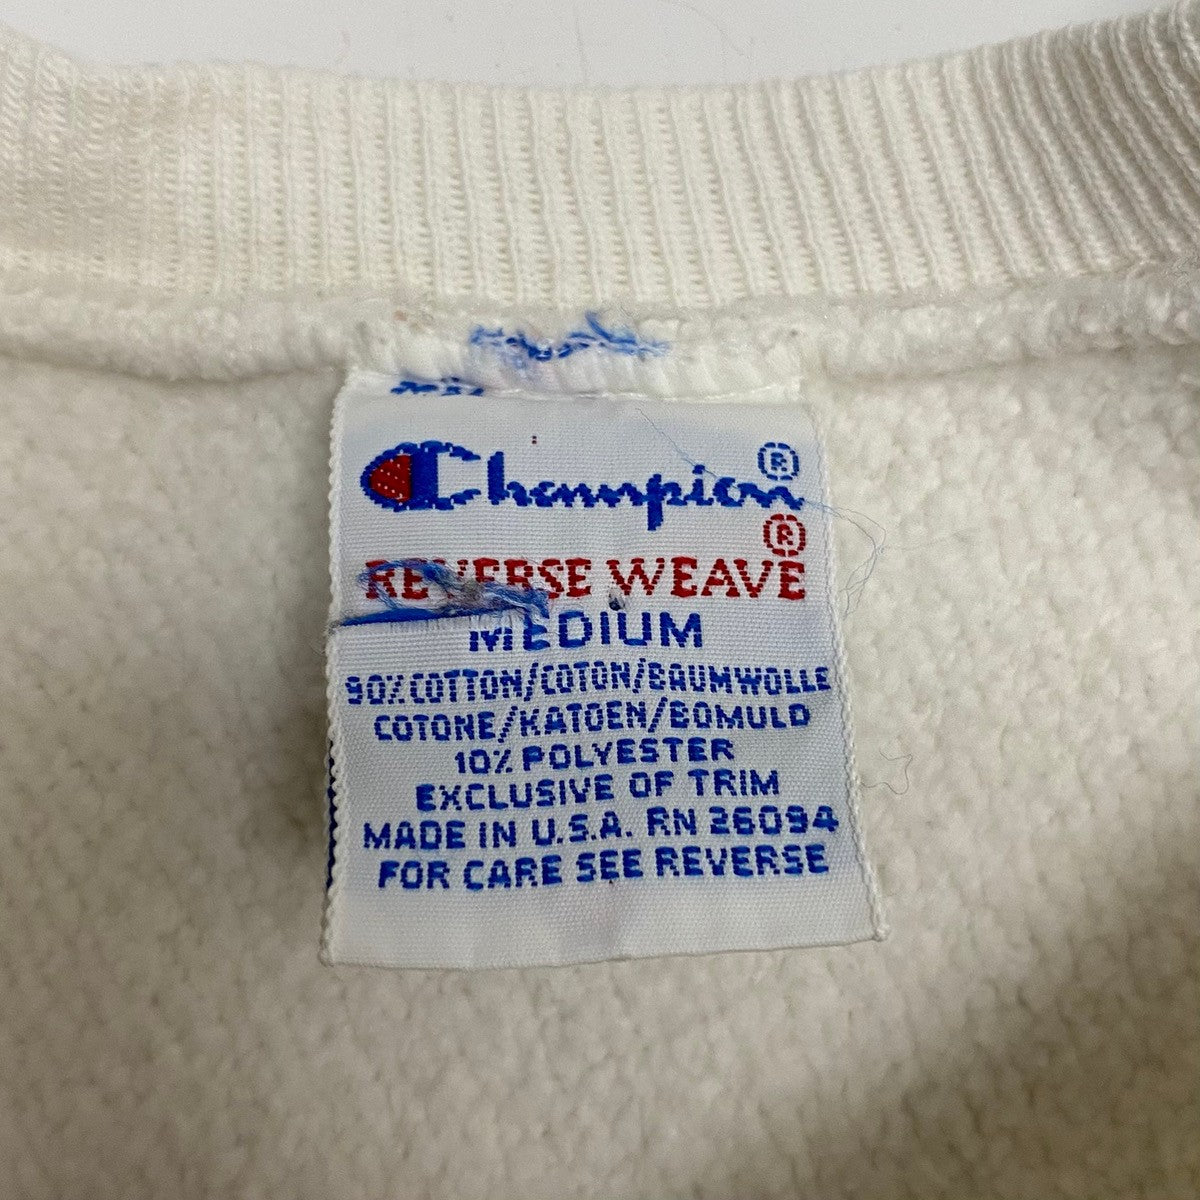 Champion®
REVERSE WEAVE®
MEDIUM
90% COTTON/COTON/BAUMWOLLE
COTONE/KATOEN/BOMULD
10% POLYESTER
EXCLUSIVE OF TRIM
MADE IN U.S.A. RN 26094
FOR CARE SEE REVERSE